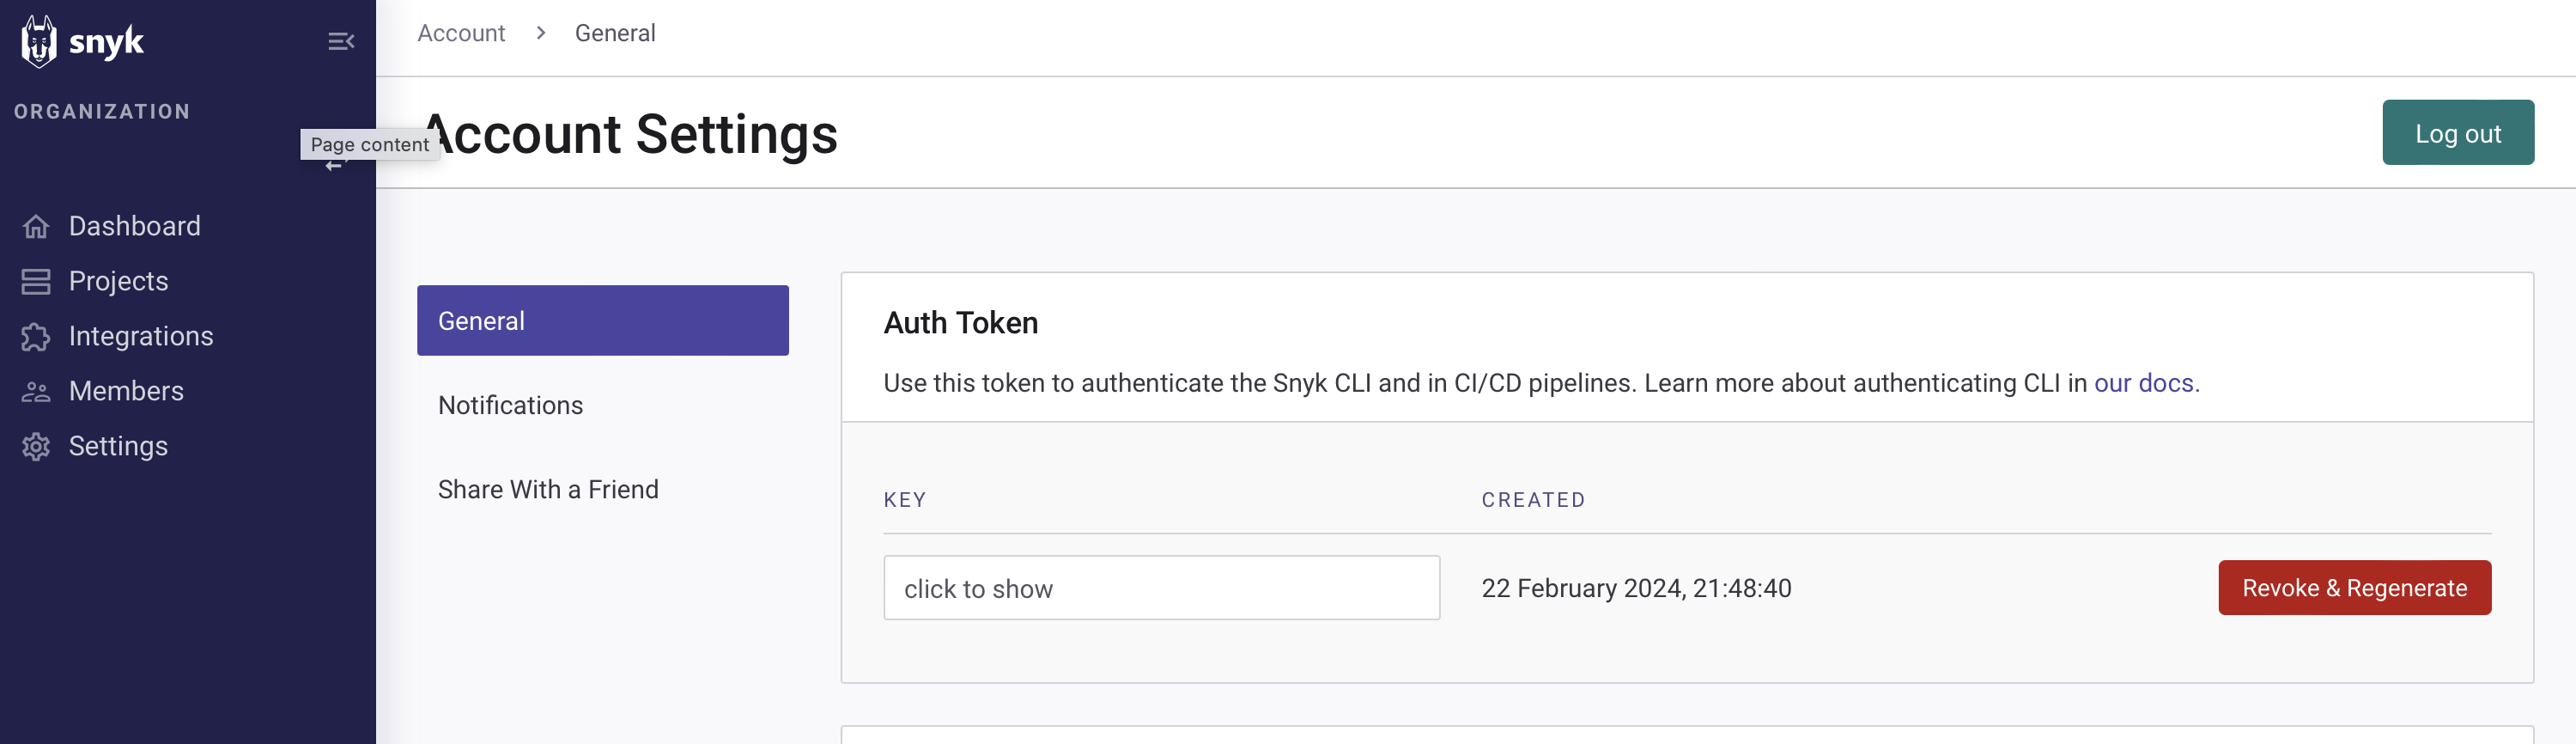 snyk
ORGANIZATION
Dashboard
Projects
Integrations
Members
Settings
Page content
Account > General
Account Settings
Log out
General
Notifications
Share With a Friend
Auth Token
Use this token to authenticate the Snyk CLI and in CI/CD pipelines. Learn more about authenticating CLI in our docs.
KEY CREATED
click to show 22 February 2024, 21:48:40 Revoke & Regenerate